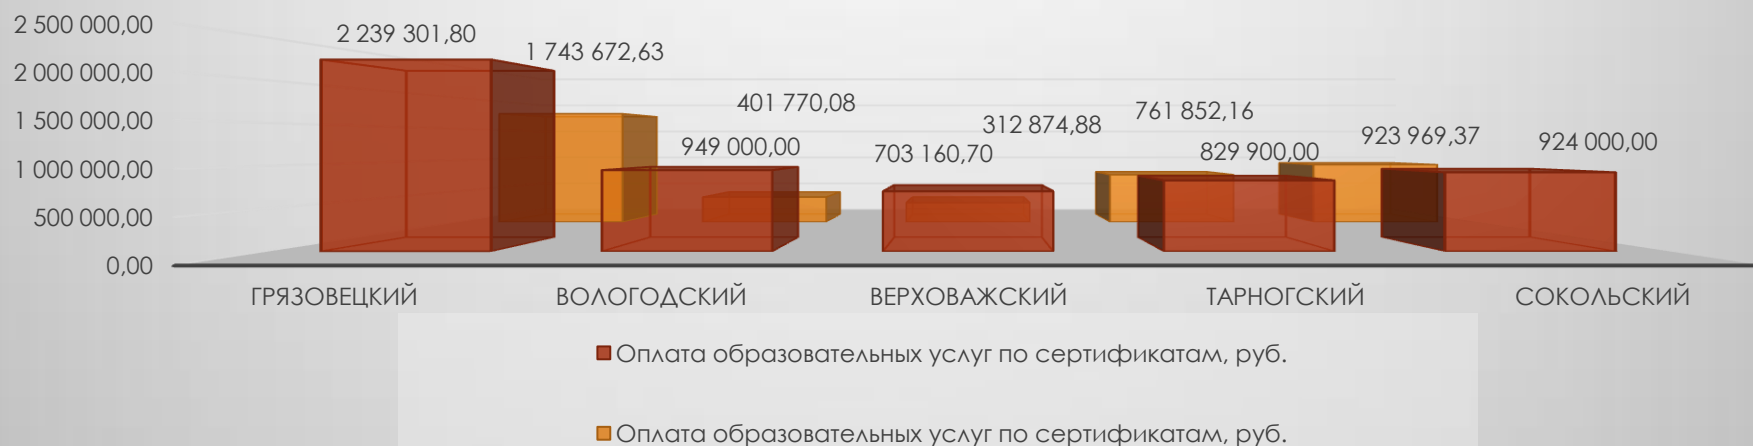 2 500 000,00
2 000 000,00
1 500 000,00
1 000 000,00
500 000,00
0,00
2 239 301,80
1 743 672,63
949 000,00
401 770,08
703 160,70
312 874,88
761 852,16
829 900,00
923 969,37
924 000,00
ГРЯЗОВЕЦКИЙ
ВОЛОГОДСКИЙ
ВЕРХОВАЖСКИЙ
ТАРНОГСКИЙ
СОКОЛЬСКИЙ
Оплата образовательных услуг по сертификатам, руб.
Оплата образовательных услуг по сертификатам, руб.